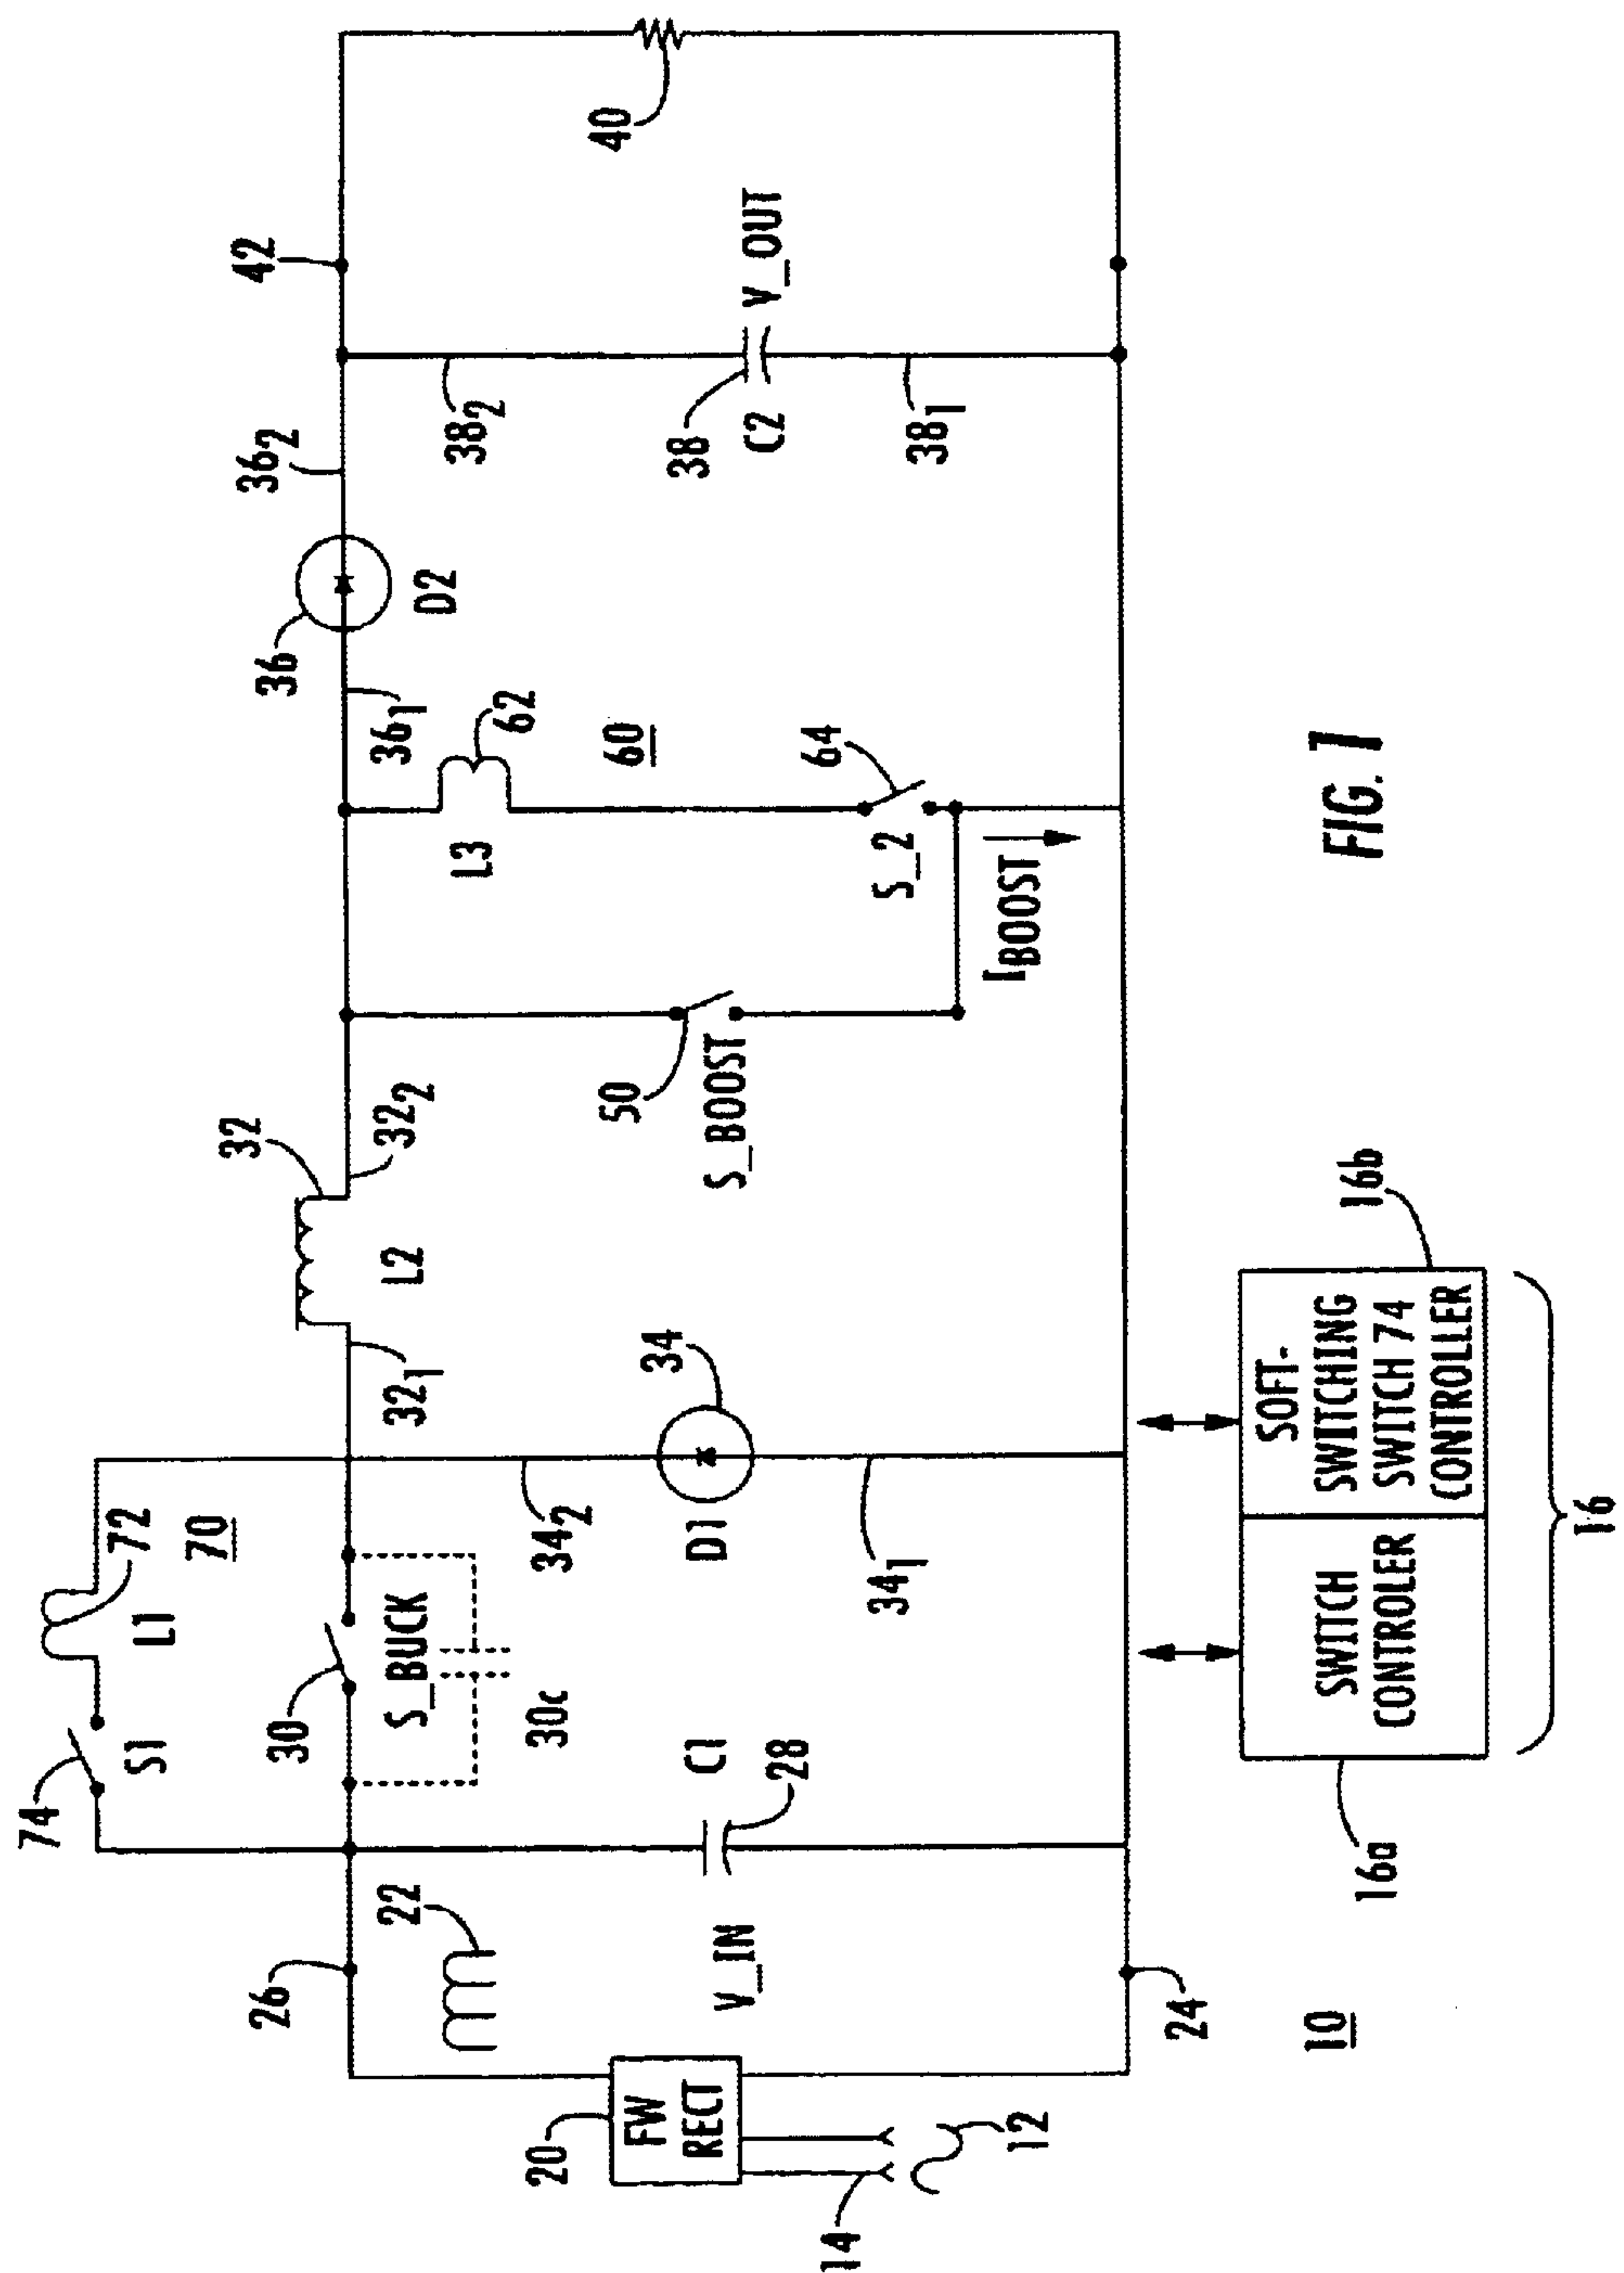 74
S1
L1
72
70
30
S_BUCK
30c
26
22
C1
28
V_IN
20
FW
RECT
14
12
24
10
34₂
D1
34
34₁
32₁
L2
32
32₂
50
S_BOOST
L3
62
60
64
S_2
I_BOOST
36₁
36
D2
36₂
38₂
38
C2
38₁
V_OUT
42
40
SWITCH
CONTROLER
SOFT-
SWITCHING
SWITCH 74
CONTROLLER
16a
16b
16
FIG. 1